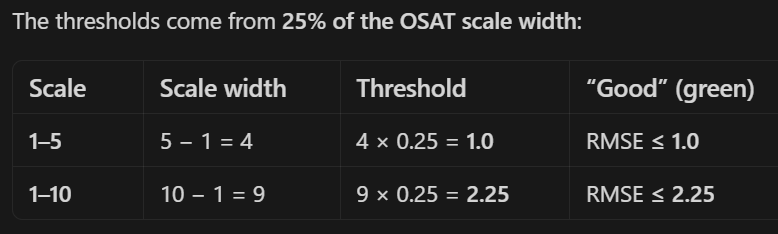 The thresholds come from 25% of the OSAT scale width:
Scale Scale width Threshold “Good” (green)
1–5 5 − 1 = 4 4 × 0.25 = 1.0 RMSE ≤ 1.0
1–10 10 − 1 = 9 9 × 0.25 = 2.25 RMSE ≤ 2.25